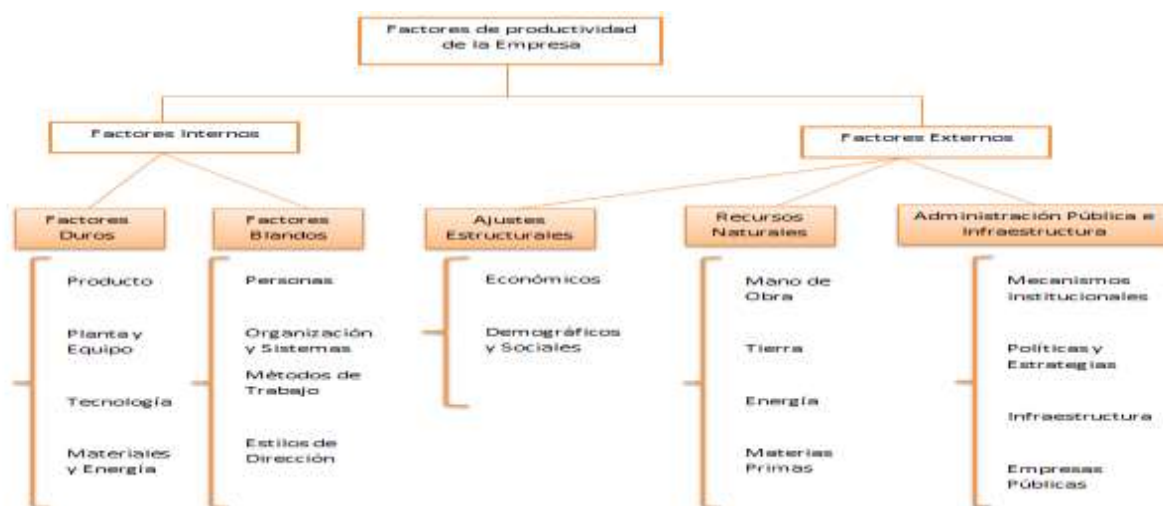 Factores de productividad
de la Empresa
Factores Internos
Factores Externos
Factores
Duros
Factores
Blandos
Ajustes
Estructurales
Recursos
Naturales
Administración Pública e
Infraestructura
Producto
Planta y
Equipo
Tecnología
Materiales
y Energía
Personas
Organización
y Sistemas
Métodos de
Trabajo
Estilos de
Dirección
Económicos
Demográficos
y Sociales
Mano de
Obra
Tierra
Energía
Materias
Primas
Mecanismos
Institucionales
Políticas y
Estrategias
Infraestructura
Empresas
Públicas